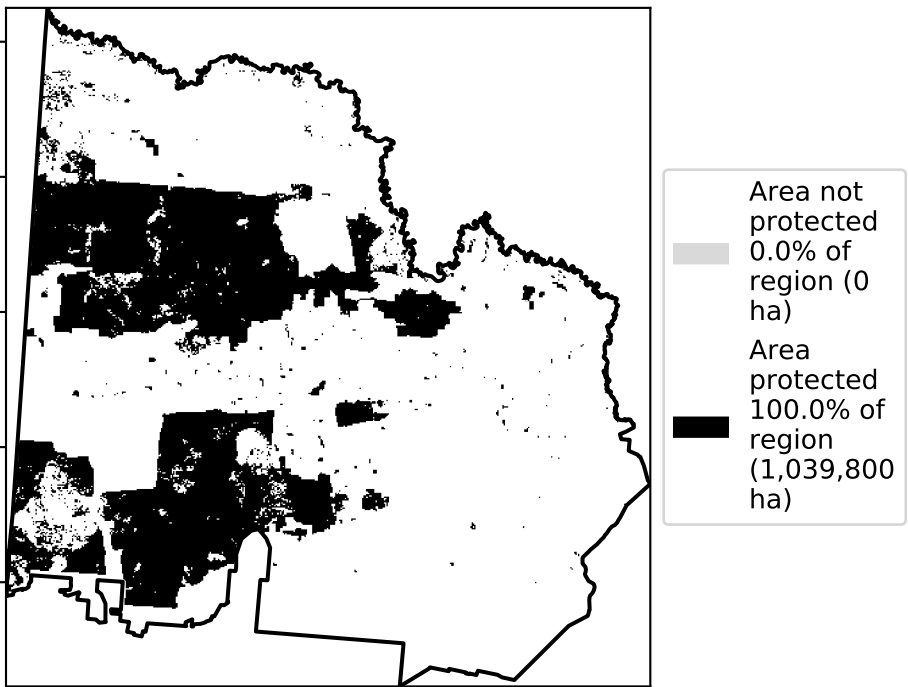 Area not
protected
0.0% of
region (0
ha)
Area
protected
100.0% of
region
(1,039,800
ha)